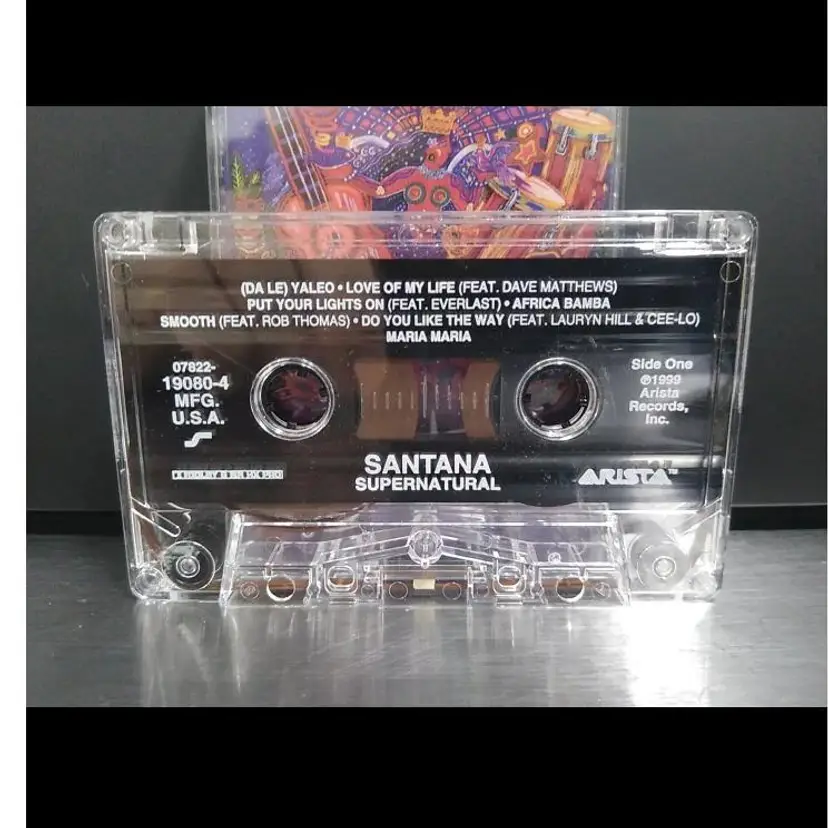 (DA LE) YALEO • LOVE OF MY LIFE (FEAT. DAVE MATTHEWS)
PUT YOUR LIGHTS ON (FEAT. EVERLAST) • AFRICA BAMBA
SMOOTH (FEAT. ROB THOMAS) • DO YOU LIKE THE WAY (FEAT. LAURYN HILL & CEE-LO)
MARIA MARIA
07822-
19080-4
MFG.
U.S.A.
Side One
℗1999
Arista
Records,
Inc.
SANTANA
SUPERNATURAL
ARISTA™